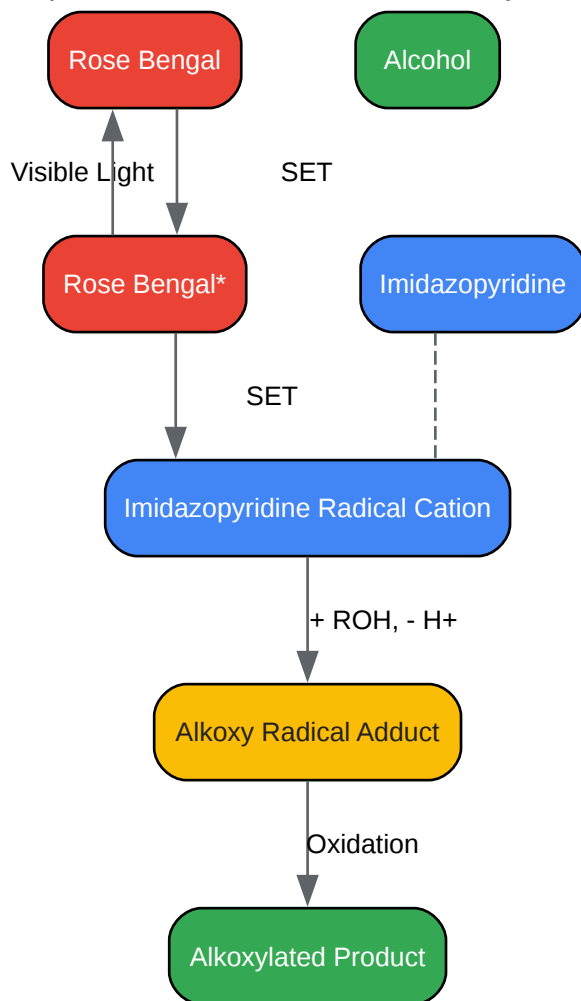 Rose Bengal
Alcohol
Visible Light
SET
Rose Bengal*
Imidazopyridine
SET
Imidazopyridine Radical Cation
+ ROH, - H+
Alkoxy Radical Adduct
Oxidation
Alkoxylated Product